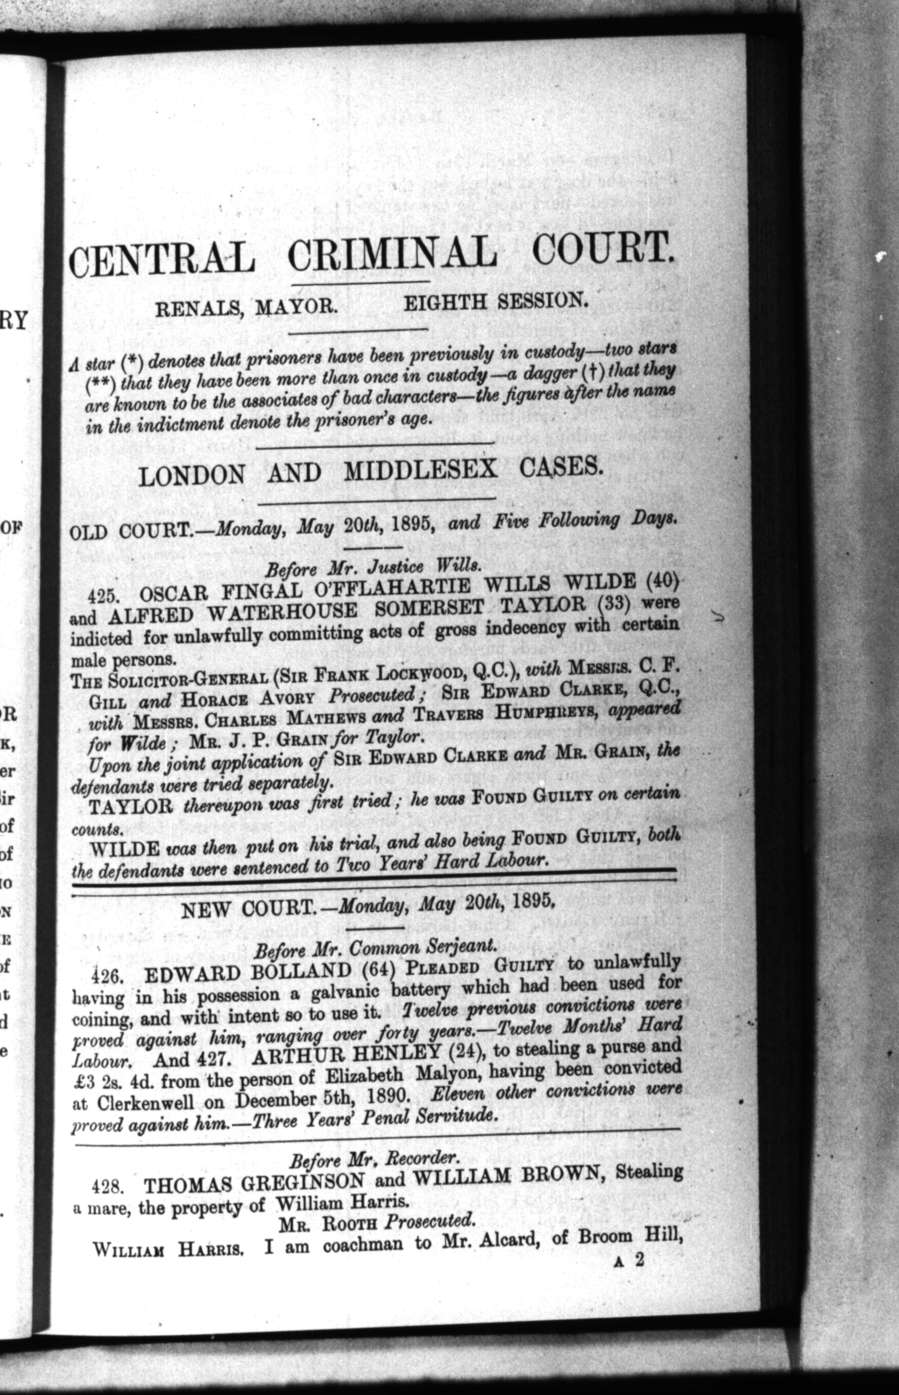 CENTRAL CRIMINAL COURT.
RENALS, MAYOR. EIGHTH SESSION.
A star (*) denotes that prisoners have been previously in custody—two stars
(**) that they have been more than once in custody—a dagger (†) that they
are known to be the associates of bad characters—the figures after the name
in the indictment denote the prisoner's age.
LONDON AND MIDDLESEX CASES.
OLD COURT.—Monday, May 20th, 1895, and Five Following Days.
Before Mr. Justice Wills.
425. OSCAR FINGAL O'FFLAHARTIE WILLS WILDE (40)
and ALFRED WATERHOUSE SOMERSET TAYLOR (33) were
indicted for unlawfully committing acts of gross indecency with certain
male persons.
THE SOLICITOR-GENERAL (SIR FRANK LOCKWOOD, Q.C.), with MESSRS. C. F.
GILL and HORACE AVORY Prosecuted; SIR EDWARD CLARKE, Q.C.,
with MESSRS. CHARLES MATHEWS and TRAVERS HUMPHREYS, appeared
for Wilde; MR. J. P. GRAIN for Taylor.
Upon the joint application of SIR EDWARD CLARKE and MR. GRAIN, the
defendants were tried separately.
TAYLOR thereupon was first tried; he was FOUND GUILTY on certain
counts.
WILDE was then put on his trial, and also being FOUND GUILTY, both
the defendants were sentenced to Two Years' Hard Labour.
NEW COURT.—Monday, May 20th, 1895.
Before Mr. Common Serjeant.
426. EDWARD BOLLAND (64) PLEADED GUILTY to unlawfully
having in his possession a galvanic battery which had been used for
coining, and with intent so to use it. Twelve previous convictions were
proved against him, ranging over forty years.—Twelve Months' Hard
Labour. And 427. ARTHUR HENLEY (24), to stealing a purse and
£3 2s. 4d. from the person of Elizabeth Malyon, having been convicted
at Clerkenwell on December 5th, 1890. Eleven other convictions were
proved against him.—Three Years' Penal Servitude.
Before Mr. Recorder.
428. THOMAS GREGINSON and WILLIAM BROWN, Stealing
a mare, the property of William Harris.
MR. ROOTH Prosecuted.
WILLIAM HARRIS. I am coachman to Mr. Alcard, of Broom Hill,
A 2